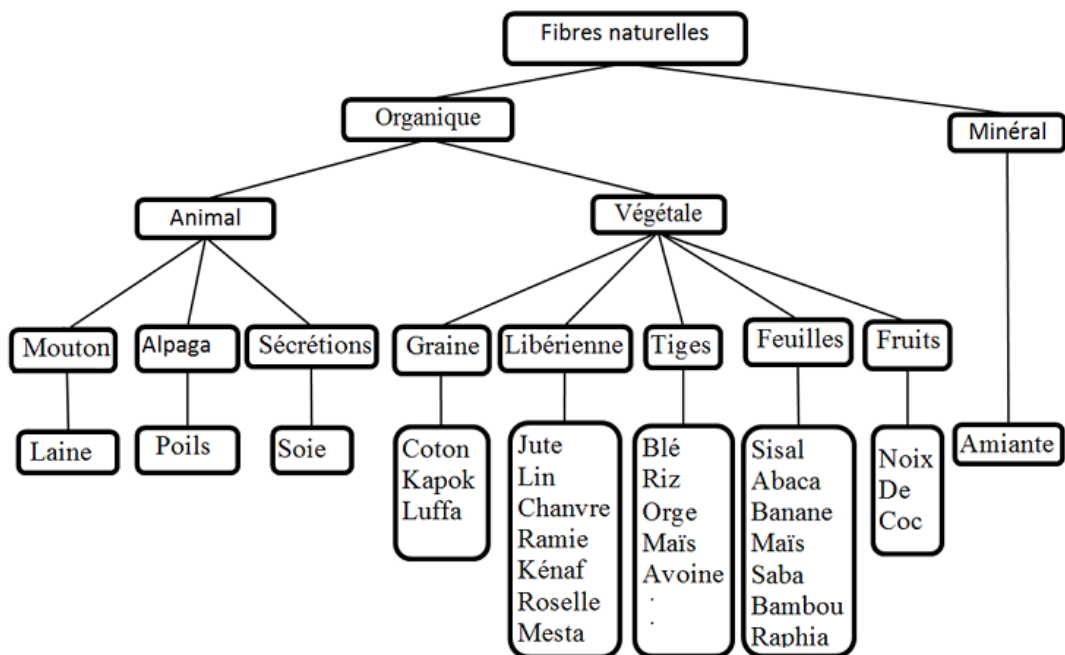 Fibres naturelles
Organique
Minéral
Animal
Végétale
Mouton
Alpaga
Sécrétions
Graine
Libérienne
Tiges
Feuilles
Fruits
Laine
Poils
Soie
Coton
Kapok
Luffa
Jute
Lin
Chanvre
Ramie
Kénaf
Roselle
Mesta
Blé
Riz
Orge
Maïs
Avoine
.
.
Sisal
Abaca
Banane
Maïs
Saba
Bambou
Raphia
Noix
De
Coc
Amiante